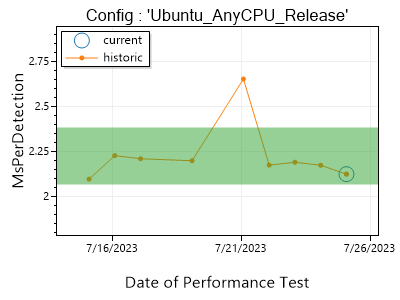 Config : 'Ubuntu_AnyCPU_Release'
current
historic
2.75
2.5
2.25
2
MsPerDetection
7/16/2023
7/21/2023
7/26/2023
Date of Performance Test